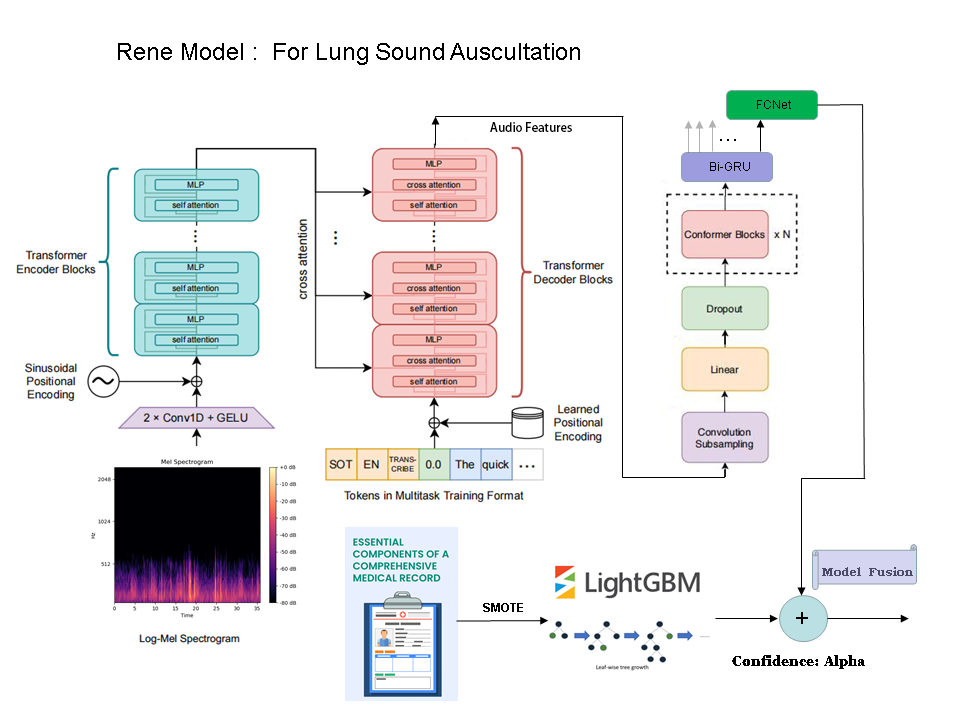 Rene Model : For Lung Sound Auscultation
FCNet
Audio Features
...
Bi-GRU
MLP
cross attention
self attention
MLP
self attention
Conformer Blocks
x N
Transformer
Encoder Blocks
cross attention
...
Transformer
Decoder Blocks
MLP
self attention
MLP
cross attention
self attention
MLP
self attention
MLP
cross attention
self attention
Dropout
Sinusoidal
Positional
Encoding
Linear
2 × Conv1D + GELU
Learned
Positional
Encoding
Convolution
Subsampling
SOT
EN
TRANS-
CRIBE
0.0
The
quick
...
Tokens in Multitask Training Format
Mel Spectrogram
2048
1024
512
Hz
0 5 10 15 20 25 30 35
Time
+0 dB
-10 dB
-20 dB
-30 dB
-40 dB
-50 dB
-60 dB
-70 dB
-80 dB
Log-Mel Spectrogram
ESSENTIAL
COMPONENTS OF A
COMPREHENSIVE
MEDICAL RECORD
SMOTE
LightGBM
Leaf-wise tree growth
Model Fusion
+
Confidence: Alpha